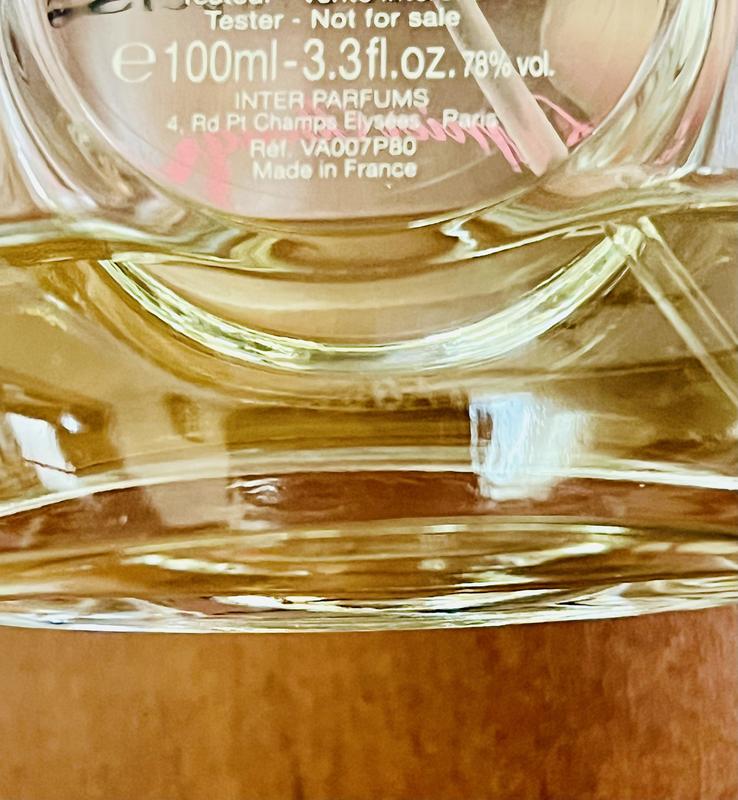 Tester - Not for sale
℮ 100ml - 3.3fl.oz. 78% vol.
INTER PARFUMS
4, Rd Pt Champs Elysées - Paris
Réf. VA007P80
Made in France